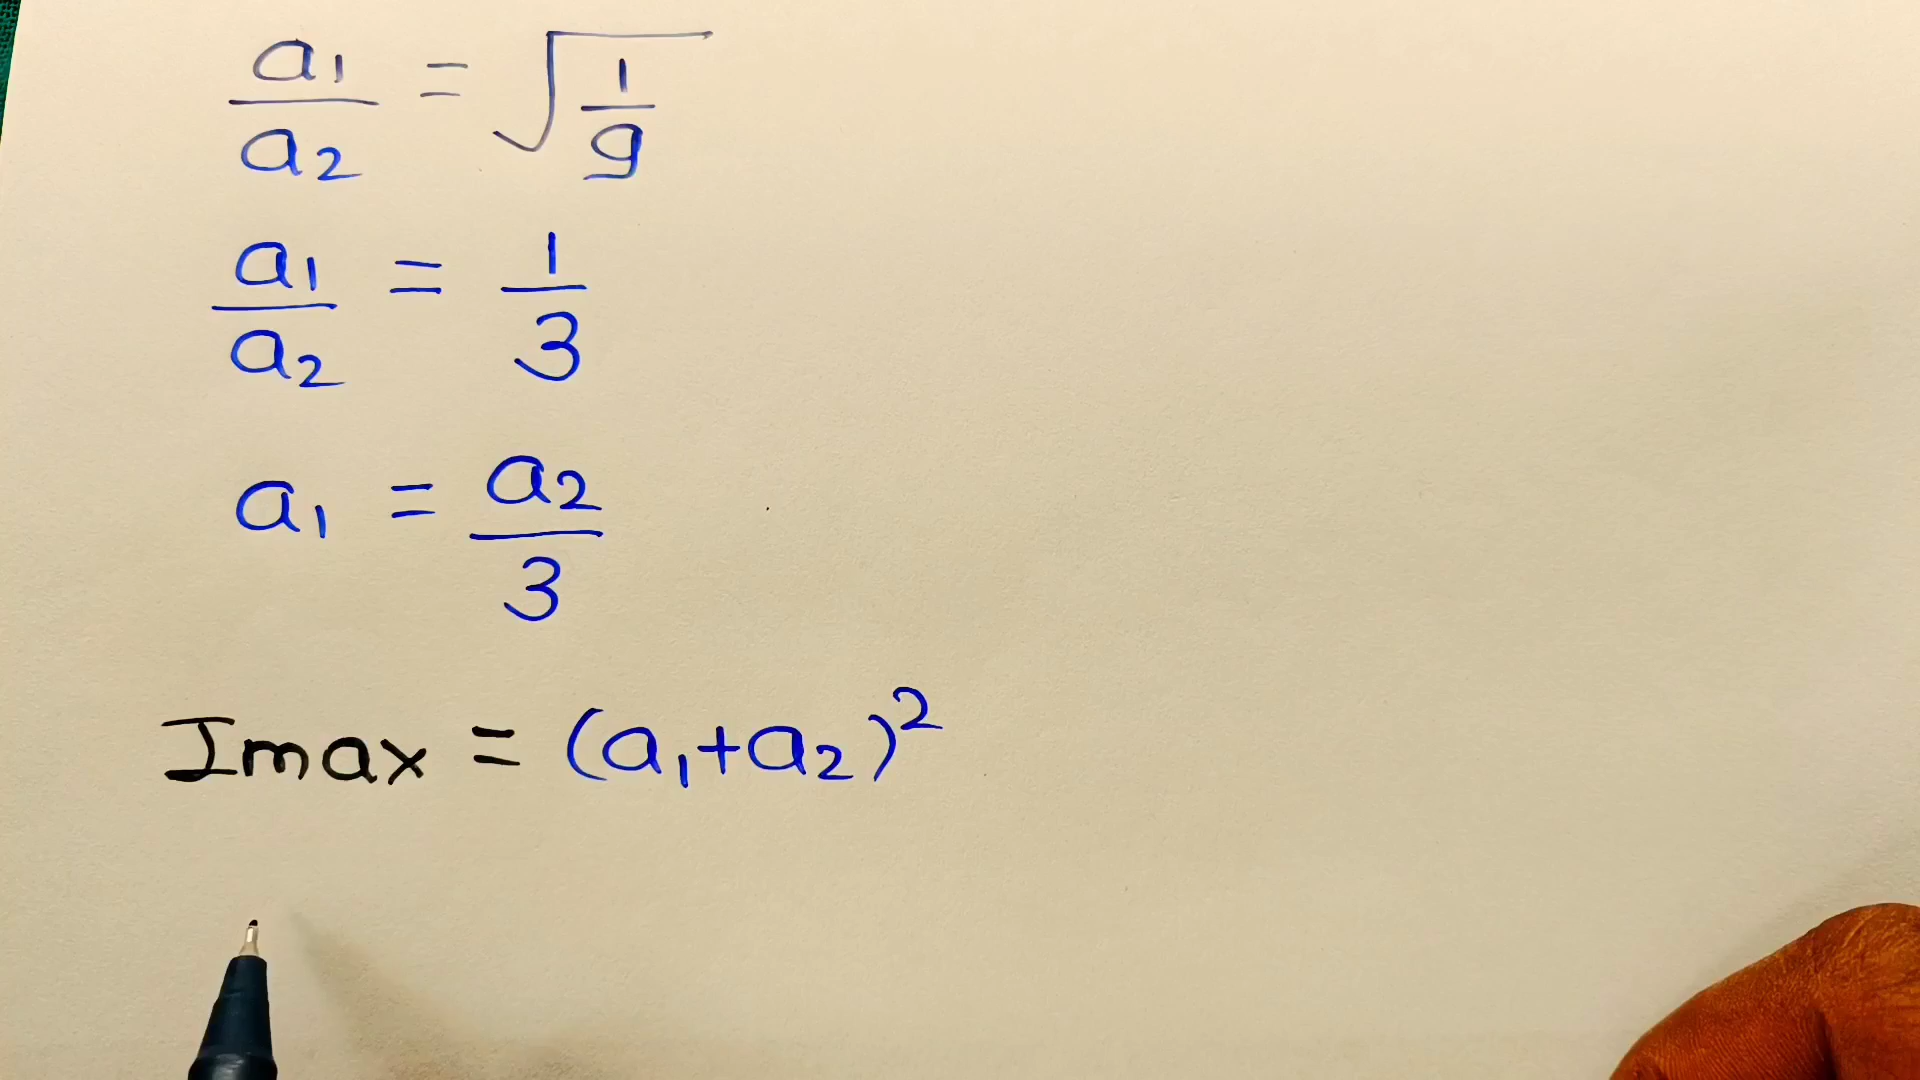 a1/a2 = √(1/9)
a1/a2 = 1/3
a1 = a2/3
Imax = (a1+a2)²